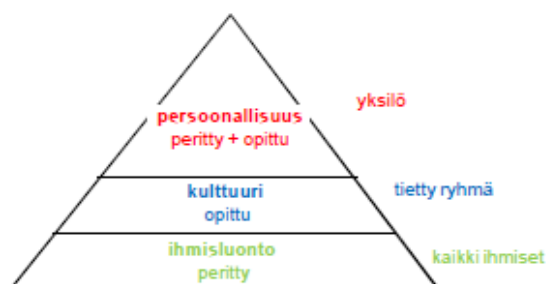 yksilö
persoonallisuus
peritty + opittu
kulttuuri
tietty ryhmä
opittu
ihmisluonto
kaikki ihmiset
peritty